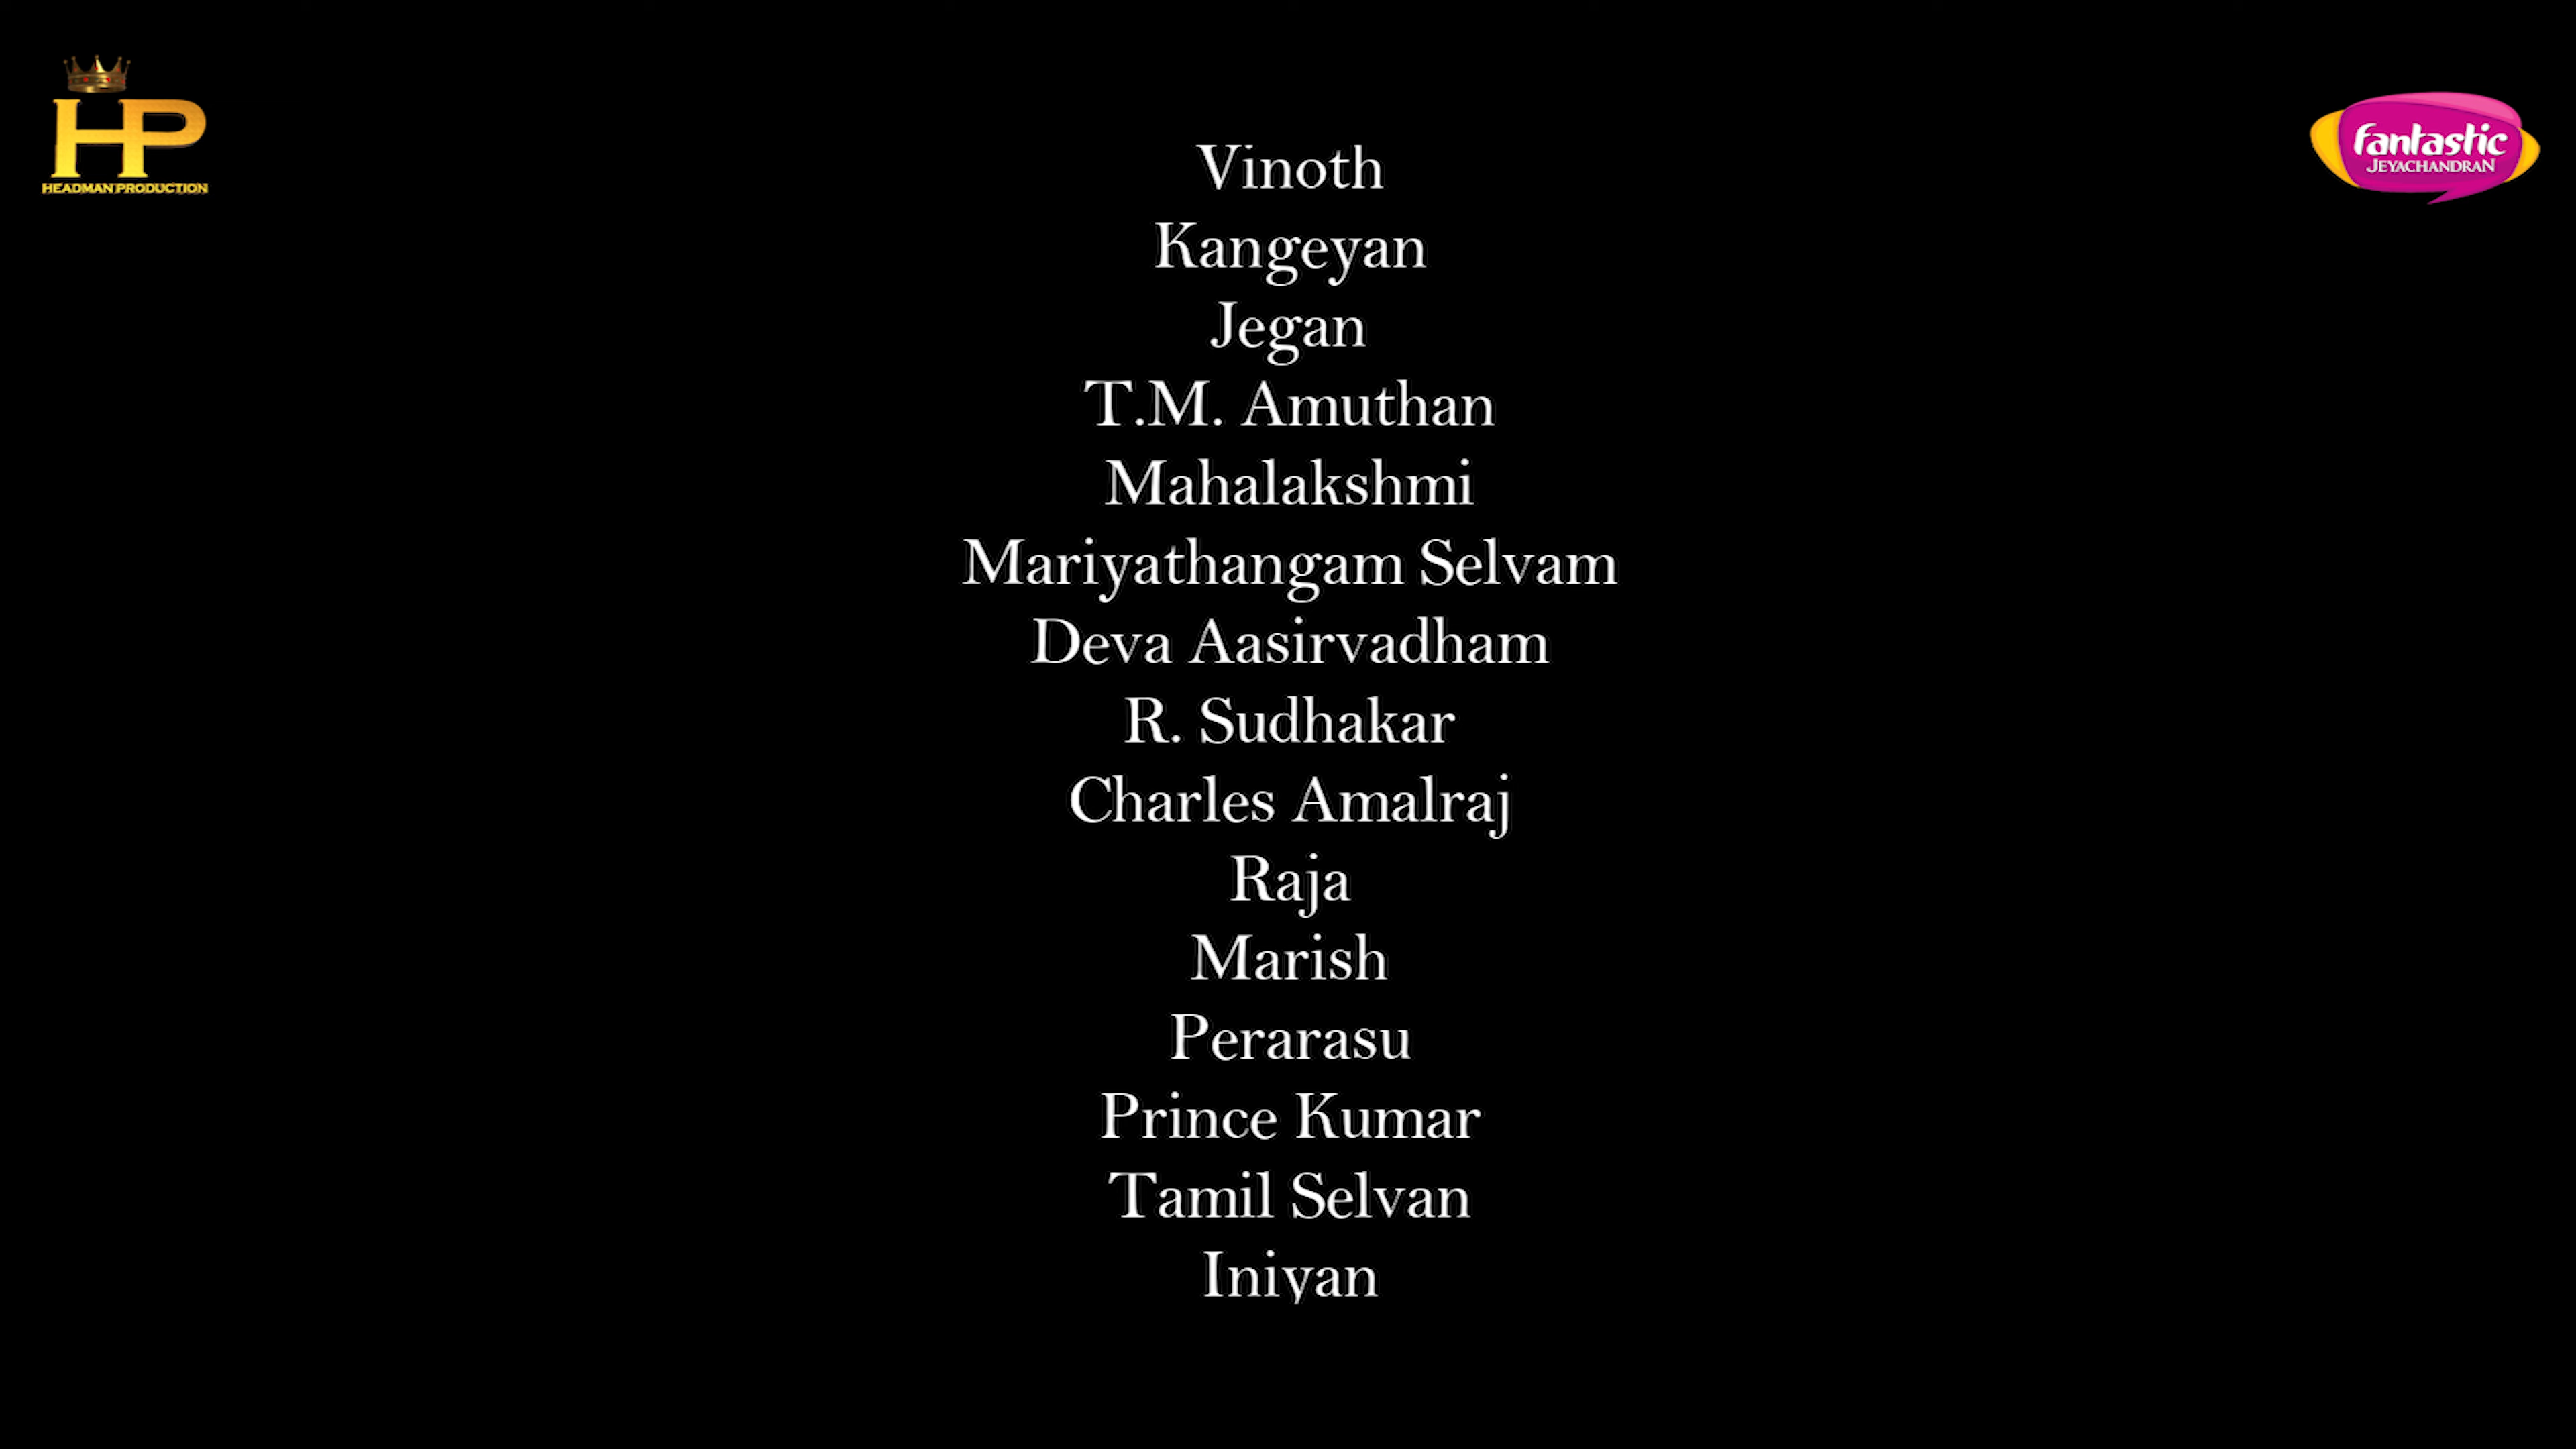 HP
HEADMAN PRODUCTION
fantastic
JEYACHANDRAN
Vinoth
Kangeyan
Jegan
T.M. Amuthan
Mahalakshmi
Mariyathangam Selvam
Deva Aasirvadham
R. Sudhakar
Charles Amalraj
Raja
Marish
Perarasu
Prince Kumar
Tamil Selvan
Iniyan